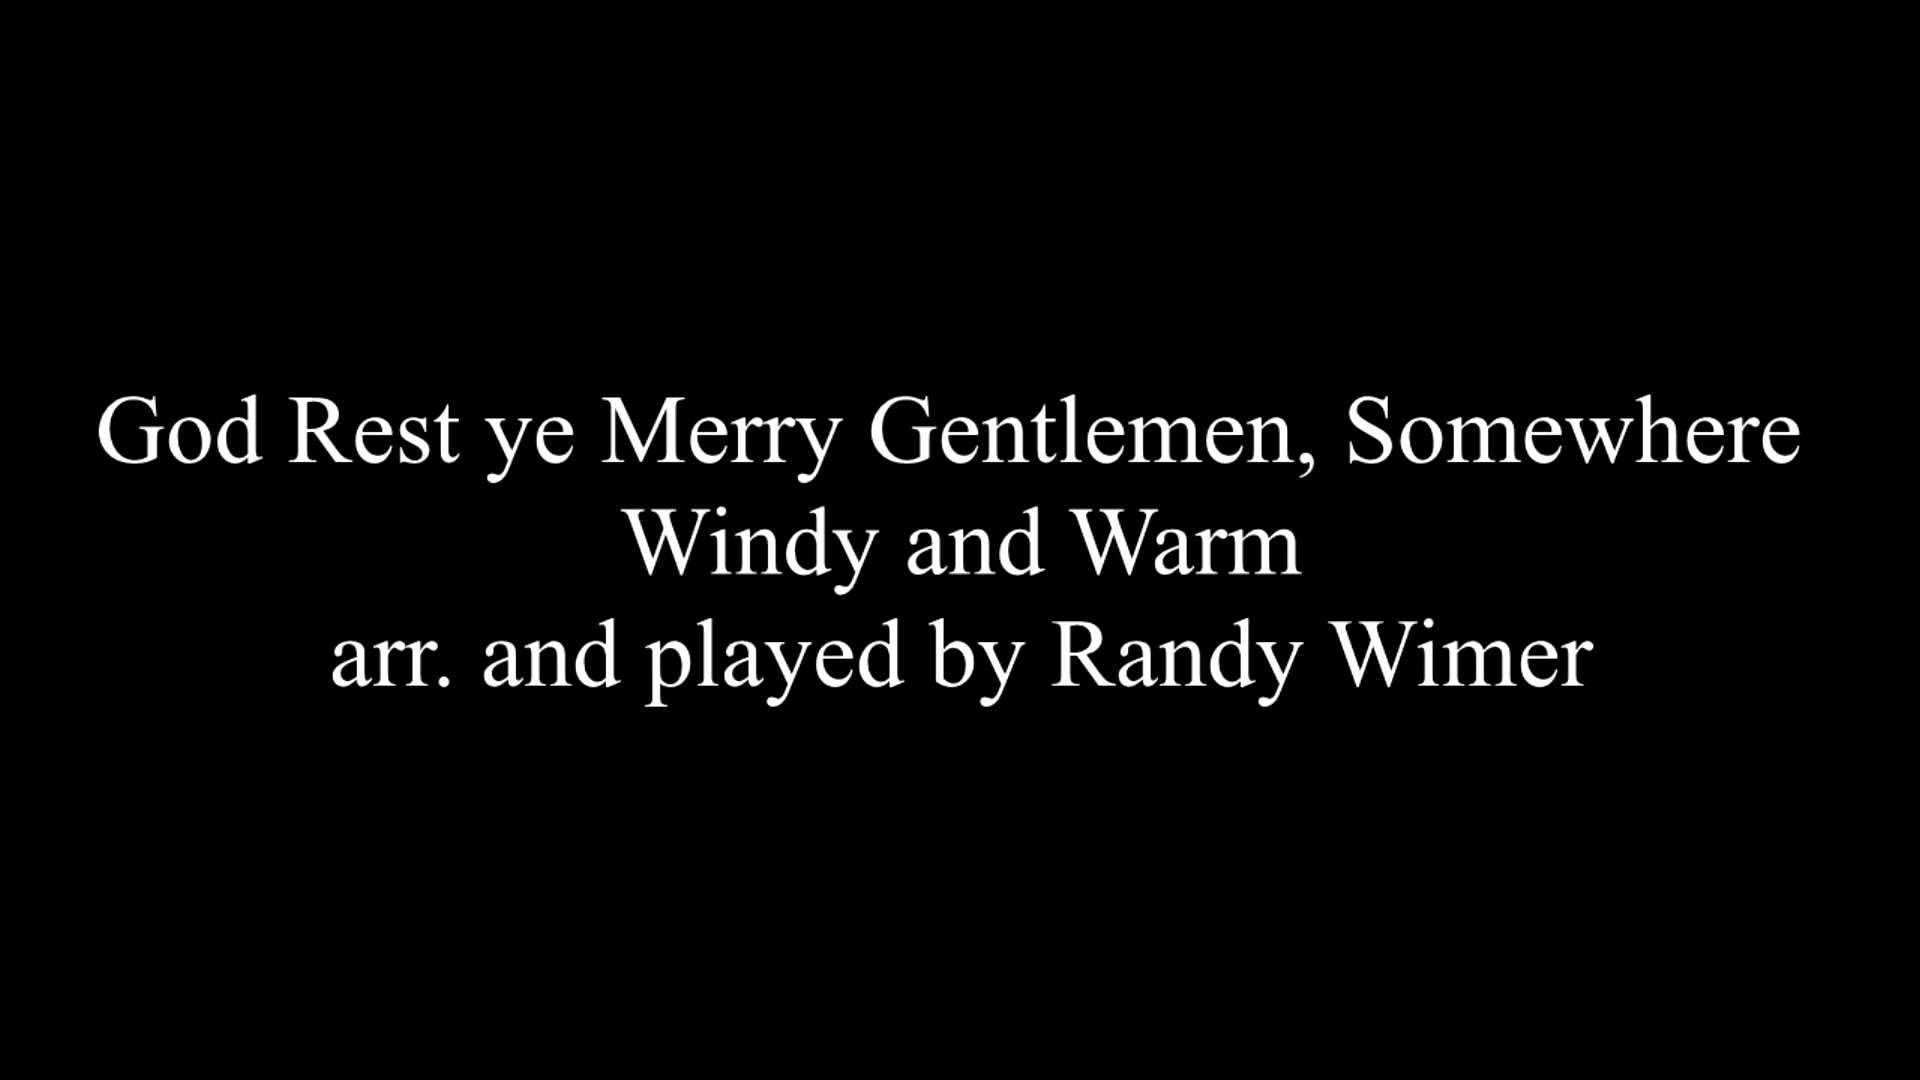 God Rest ye Merry Gentlemen, Somewhere
Windy and Warm
arr. and played by Randy Wimer